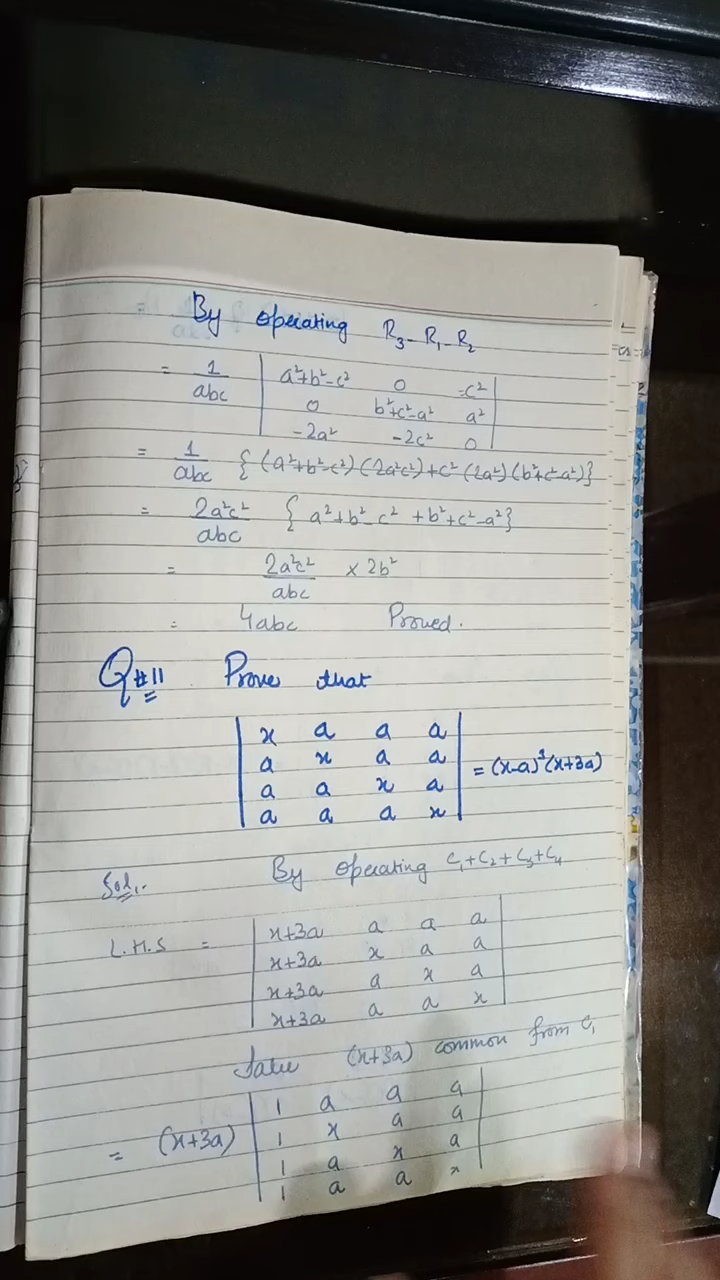 By operating R₃-R₁-R₂
= 1/abc | a²+b²-c² 0 -c² |
| 0 b²+c²-a² a² |
| -2a² -2c² 0 |
= 1/abc {(a²+b²-c²)(2a²c²)+c²(2a²)(b²+c²-a²)}
= 2a²c²/abc {a²+b²-c²+b²+c²-a²}
= 2a²c²/abc × 2b²
= 4abc Proved.
Q#11 Prove that
| x a a a |
| a x a a | = (x-a)³(x+3a)
| a a x a |
| a a a x |
Sol:. By operating C₁+C₂+C₃+C₄
L.H.S = | x+3a a a a |
| x+3a x a a |
| x+3a a x a |
| x+3a a a x |
Take (x+3a) common from C₁
= (x+3a) | 1 a a a |
| 1 x a a |
| 1 a x a |
| 1 a a x |